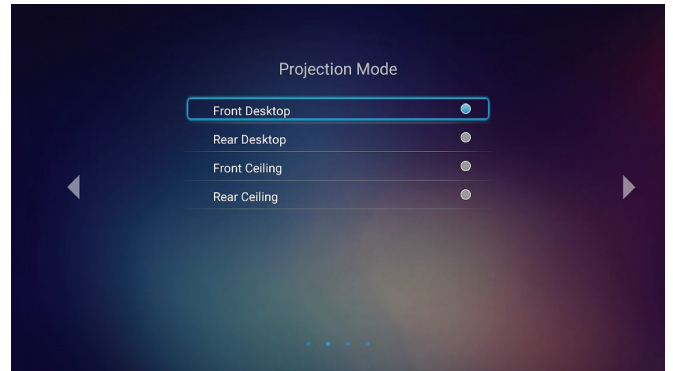 Projection Mode
Front Desktop
Rear Desktop
Front Ceiling
Rear Ceiling